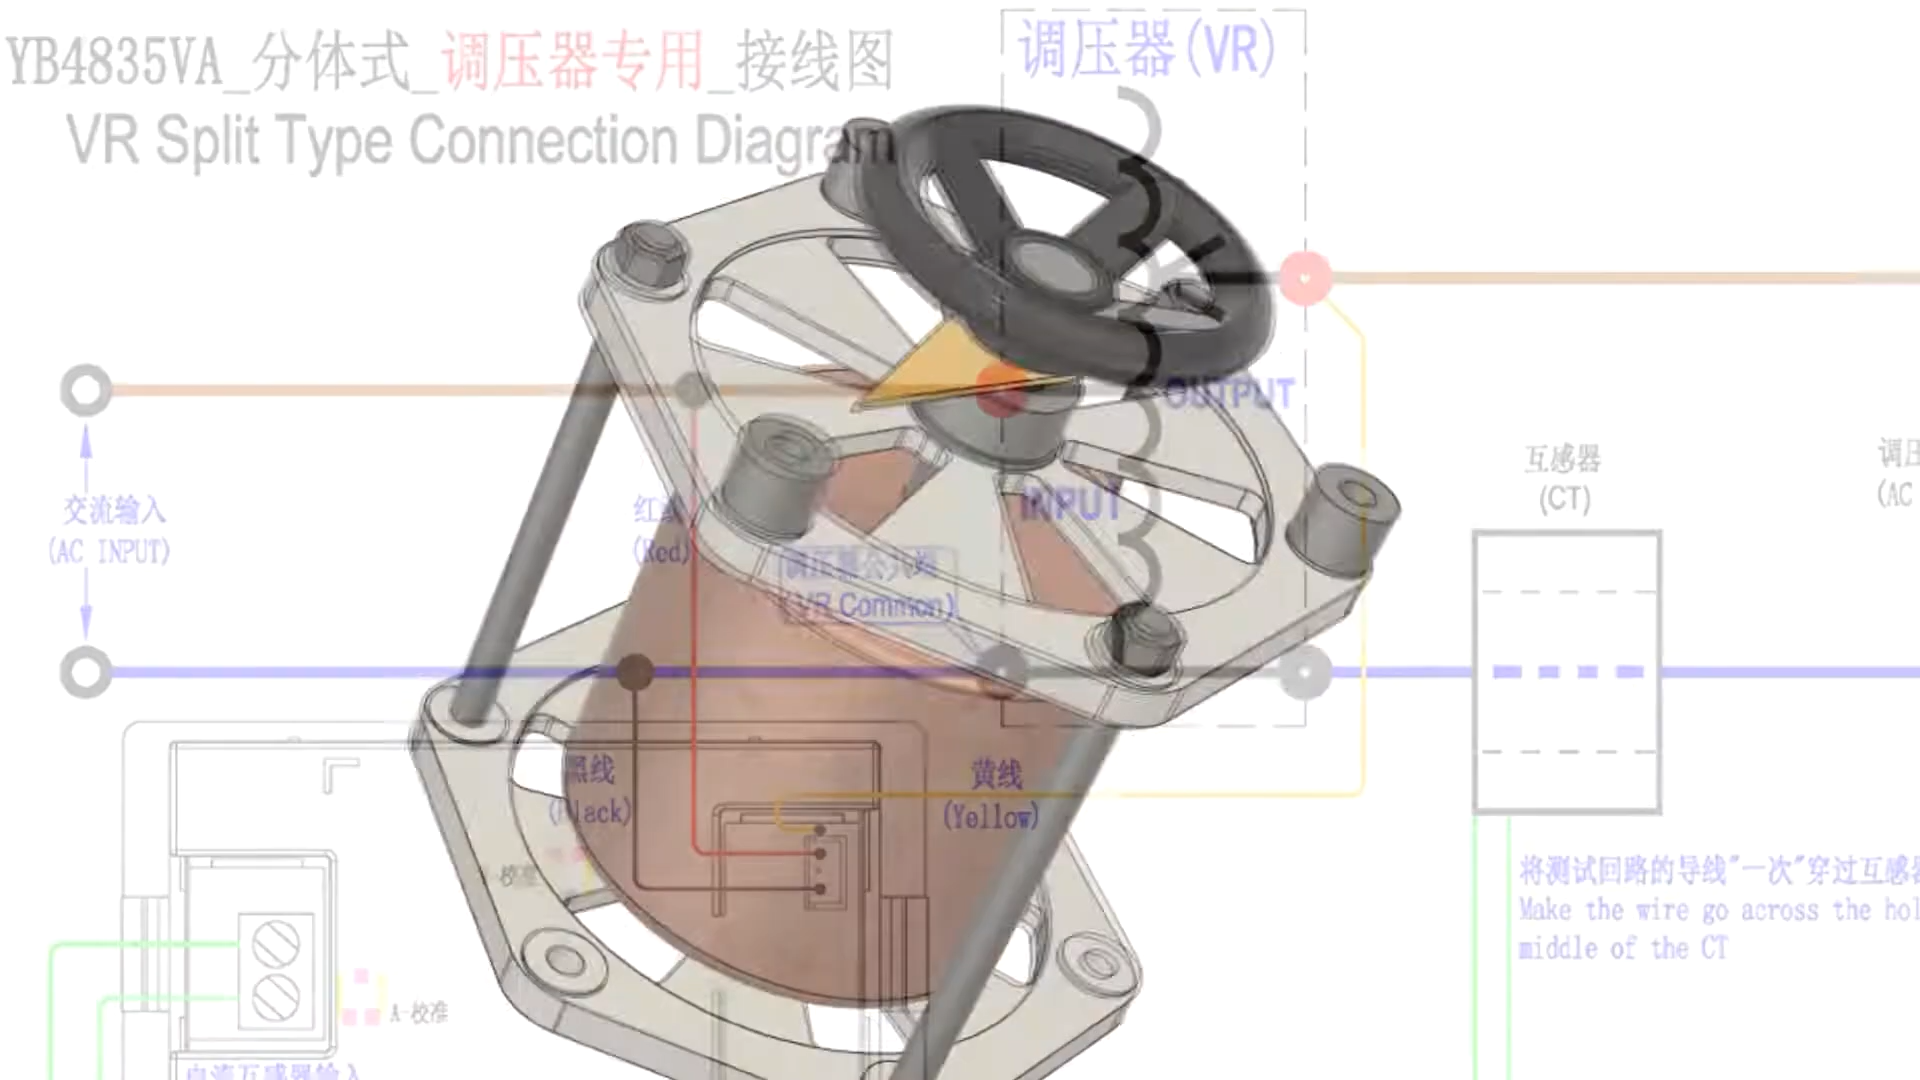 YB4835VA_分体式_调压器专用_接线图
VR Split Type Connection Diagram
调压器(VR)
OUTPUT
互感器
(CT)
(AC
交流输入
(AC INPUT)
(Red)
INPUT
调压器公共端
(VR Common)
黑线
(Black)
黄线
(Yellow)
A-校准
将测试回路的导线"一次"穿过互感器
Make the wire go across the
middle of the CT
A-校准